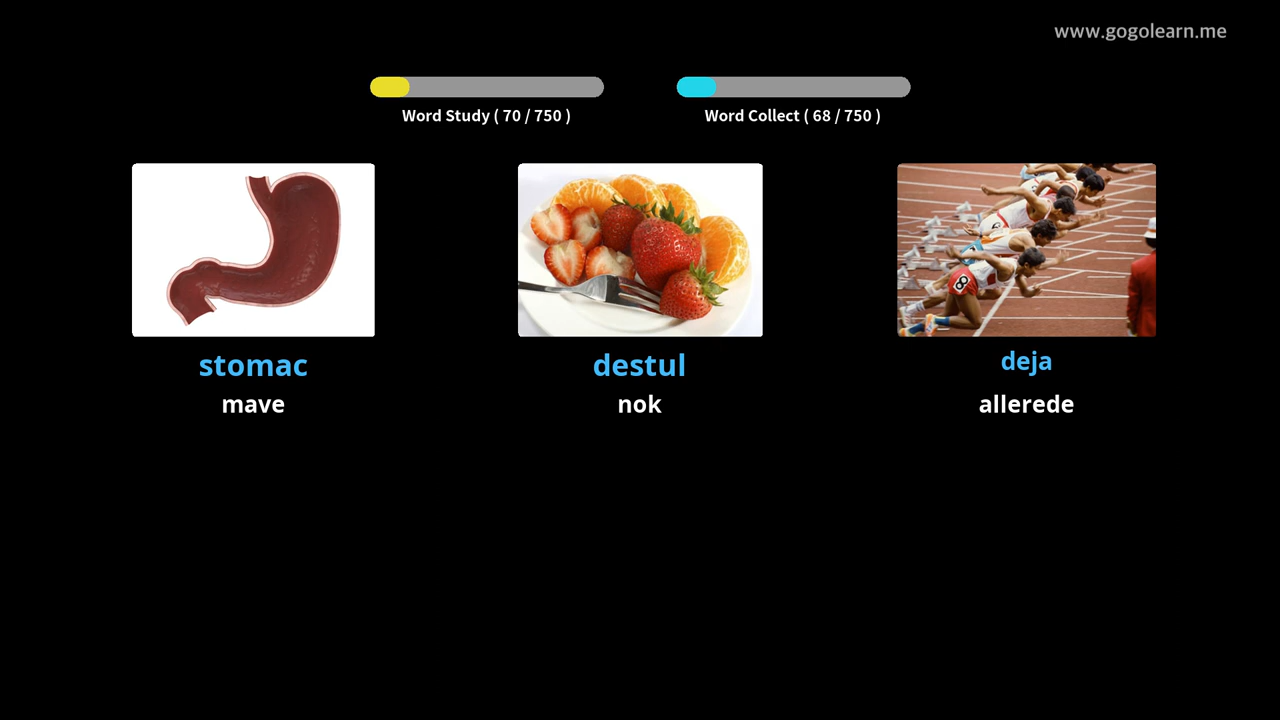 www.gogolearn.me
Word Study ( 70 / 750 )
Word Collect ( 68 / 750 )
stomac
mave
destul
nok
deja
allerede